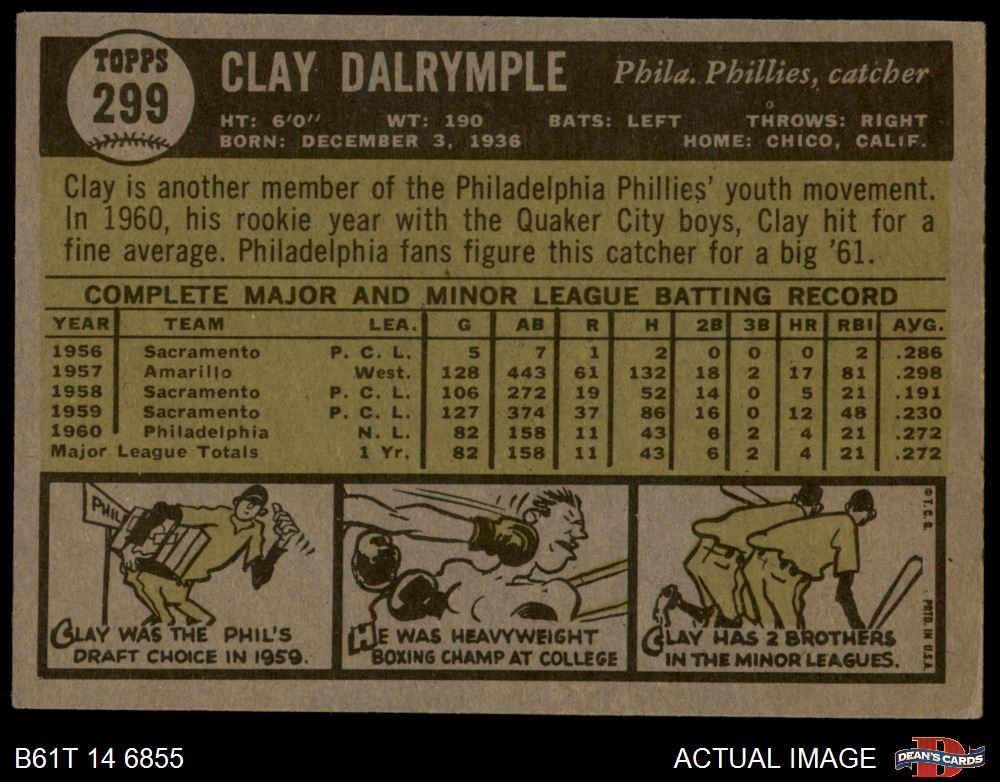 TOPPS
299
CLAY DALRYMPLE
Phila. Phillies, catcher
HT: 6'0" WT: 190 BATS: LEFT THROWS: RIGHT
BORN: DECEMBER 3, 1936 HOME: CHICO, CALIF.
Clay is another member of the Philadelphia Phillies' youth movement.
In 1960, his rookie year with the Quaker City boys, Clay hit for a
fine average. Philadelphia fans figure this catcher for a big '61.
COMPLETE MAJOR AND MINOR LEAGUE BATTING RECORD
YEAR TEAM LEA. G AB R H 2B 3B HR RBI AVG.
1956 Sacramento P. C. L. 5 7 1 2 0 0 0 2 .286
1957 Amarillo West. 128 443 61 132 18 2 17 81 .298
1958 Sacramento P. C. L. 106 272 19 52 14 0 5 21 .191
1959 Sacramento P. C. L. 127 374 37 86 16 0 12 48 .230
1960 Philadelphia N. L. 82 158 11 43 6 2 4 21 .272
Major League Totals 1 Yr. 82 158 11 43 6 2 4 21 .272
PHIL
CLAY WAS THE PHIL'S
DRAFT CHOICE IN 1959.
HE WAS HEAVYWEIGHT
BOXING CHAMP AT COLLEGE
CLAY HAS 2 BROTHERS
IN THE MINOR LEAGUES.
© T. C. G. PRTD. IN U.S.A.
B61T 14 6855
ACTUAL IMAGE
D
DEAN'S CARDS